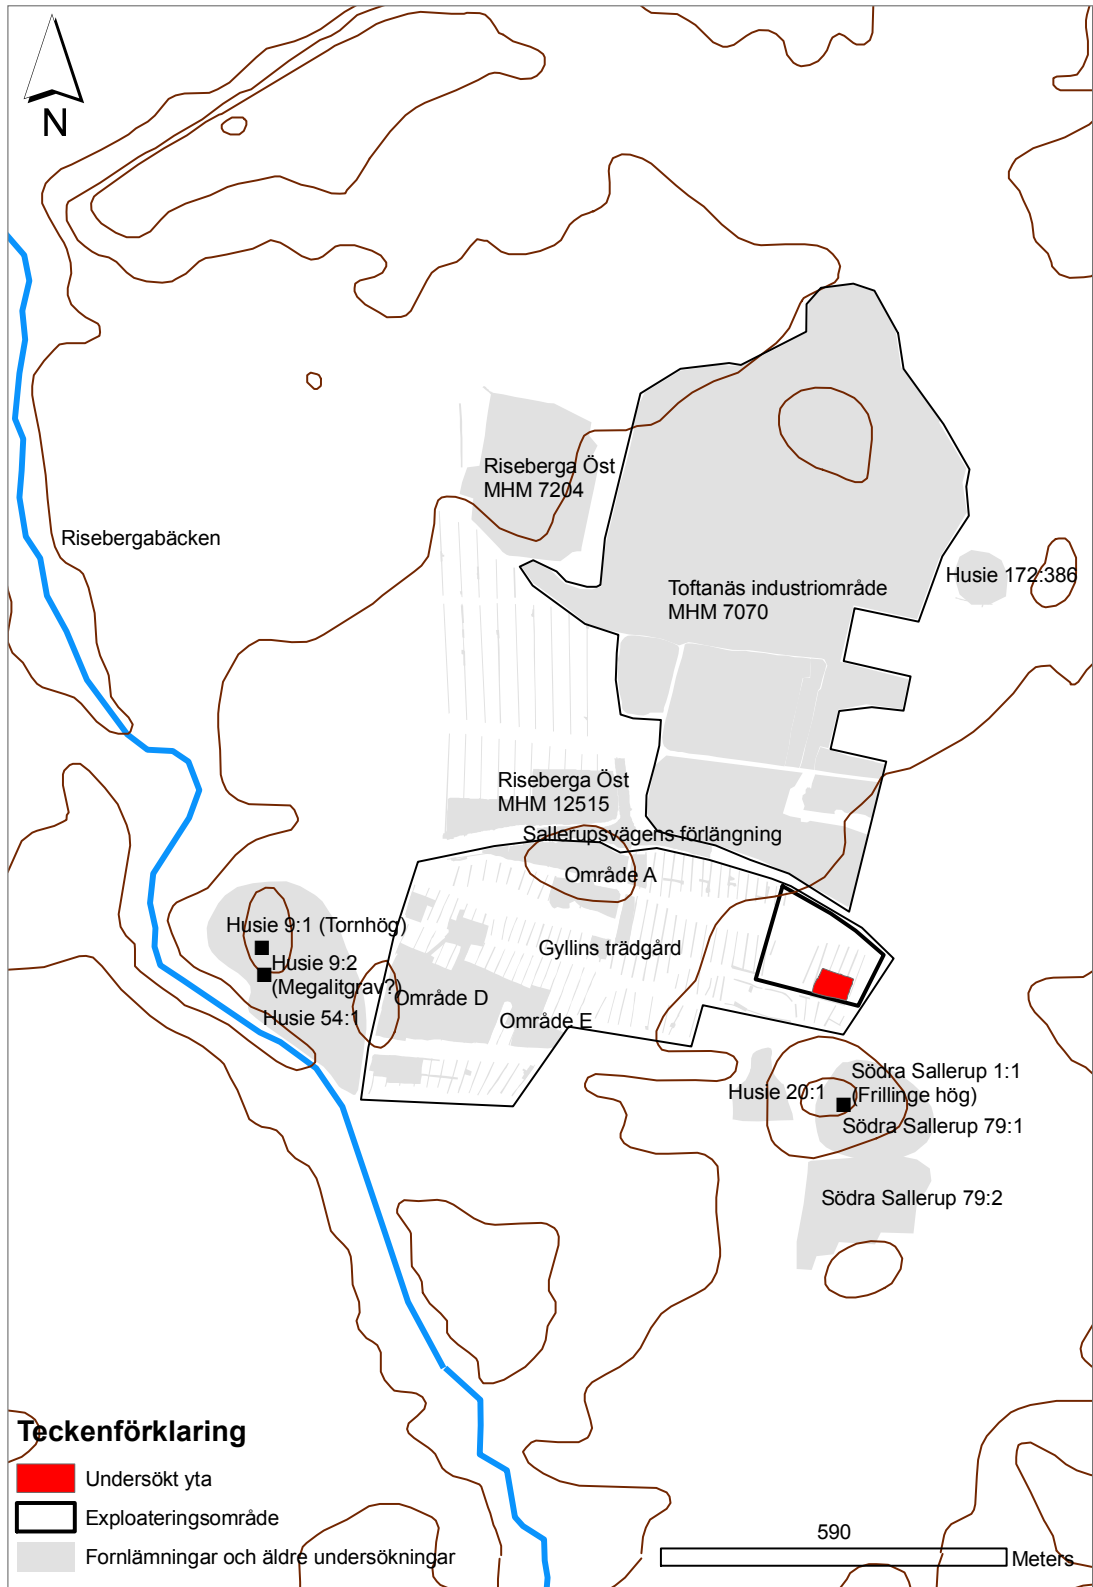 N
Riseberga Öst
MHM 7204
Risebergabäcken
Husie 172:386
Toftanäs industriområde
MHM 7070
Riseberga Öst
MHM 12515
Sallerupsvägens förlängning
Område A
Husie 9:1 (Tornhög)
Gyllins trädgård
Husie 9:2
(Megalitgrav?)
Område D
Husie 54:1
Område E
Södra Sallerup 1:1
(Frillinge hög)
Husie 20:1
Södra Sallerup 79:1
Södra Sallerup 79:2
Teckenförklaring
Undersökt yta
Exploateringsområde
Fornlämningar och äldre undersökningar
590
Meters